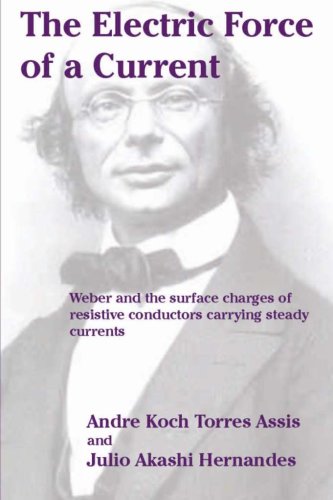 The Electric Force
of a Current
Weber and the surface charges of
resistive conductors carrying steady
currents
Andre Koch Torres Assis
and
Julio Akashi Hernandes